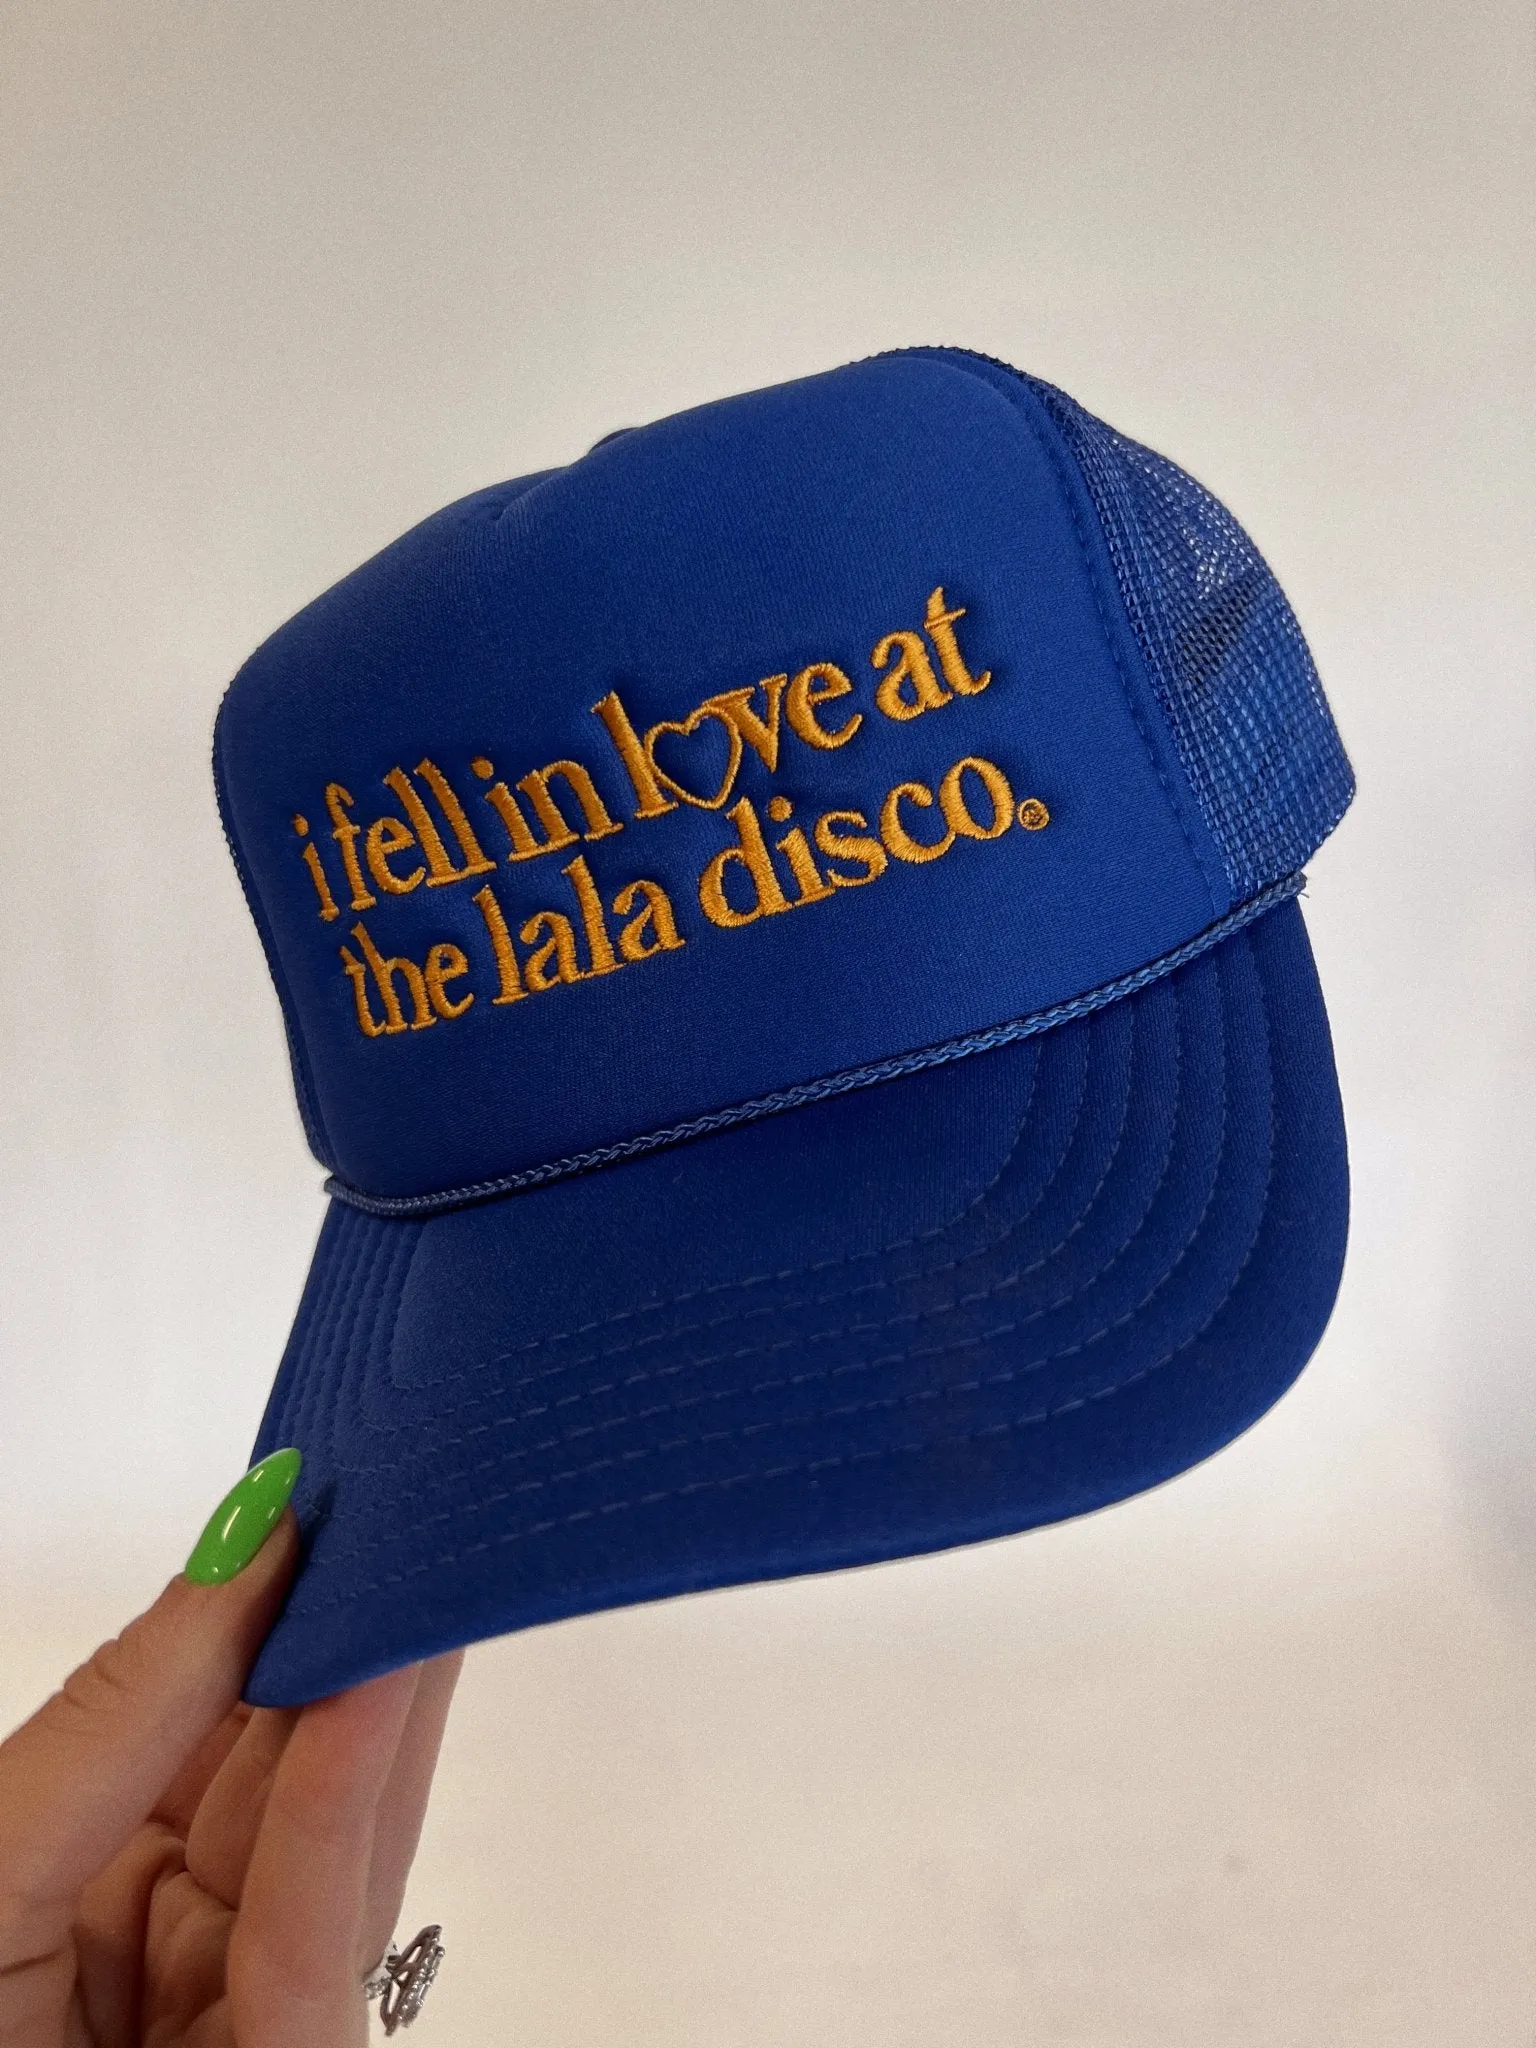 i fell in love at
the lala disco.®